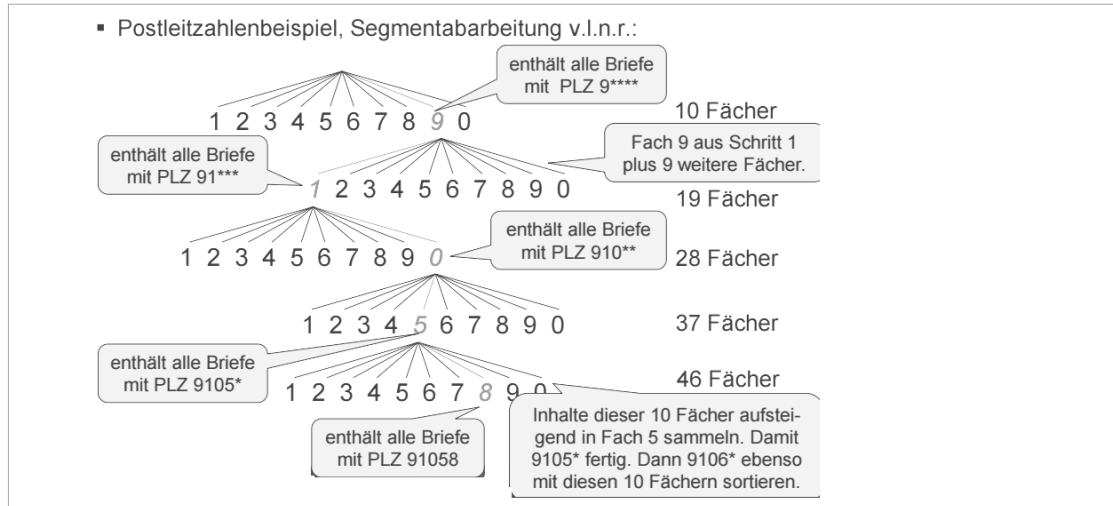 ▪ Postleitzahlenbeispiel, Segmentabarbeitung v.l.n.r.:
enthält alle Briefe
mit PLZ 9****
1 2 3 4 5 6 7 8 9 0
10 Fächer
enthält alle Briefe
mit PLZ 91***
Fach 9 aus Schritt 1
plus 9 weitere Fächer.
1 2 3 4 5 6 7 8 9 0
19 Fächer
enthält alle Briefe
mit PLZ 910**
1 2 3 4 5 6 7 8 9 0
28 Fächer
1 2 3 4 5 6 7 8 9 0
37 Fächer
enthält alle Briefe
mit PLZ 9105*
1 2 3 4 5 6 7 8 9 0
46 Fächer
enthält alle Briefe
mit PLZ 91058
Inhalte dieser 10 Fächer aufstei-
gend in Fach 5 sammeln. Damit
9105* fertig. Dann 9106* ebenso
mit diesen 10 Fächern sortieren.